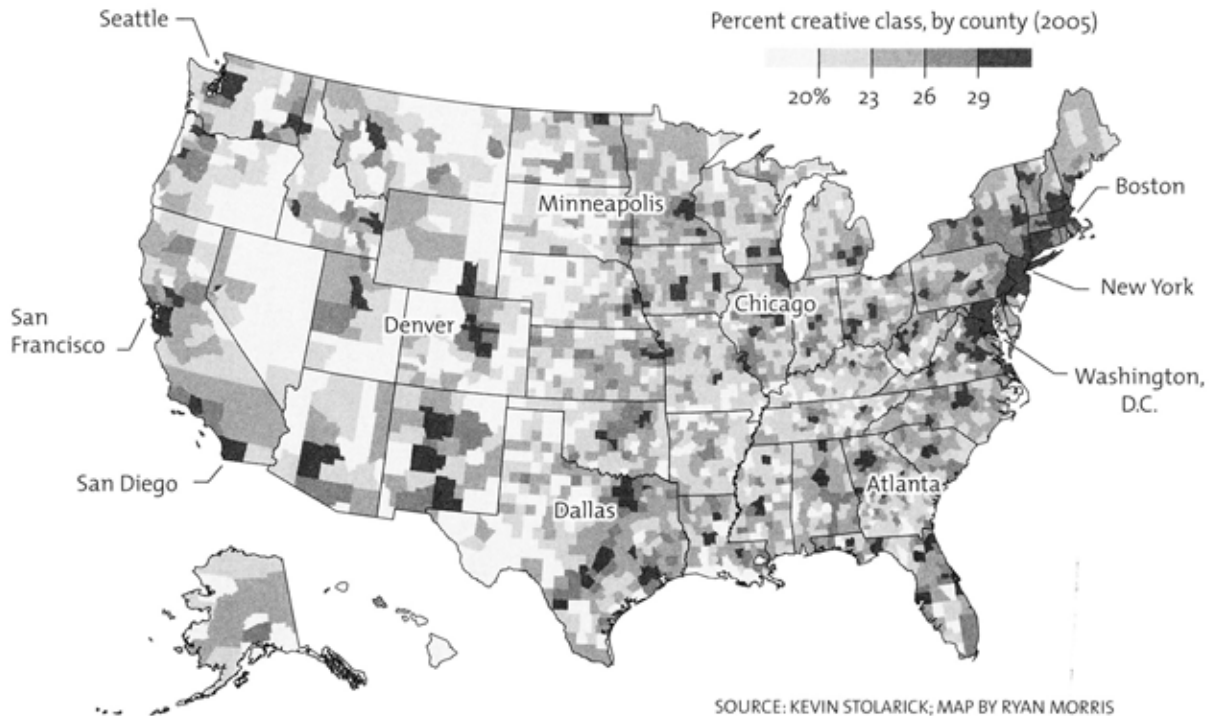 Seattle
Percent creative class, by county (2005)
20% 23 26 29
Boston
Minneapolis
New York
Chicago
San
Francisco
Denver
Washington,
D.C.
San Diego
Atlanta
Dallas
SOURCE: KEVIN STOLARICK; MAP BY RYAN MORRIS